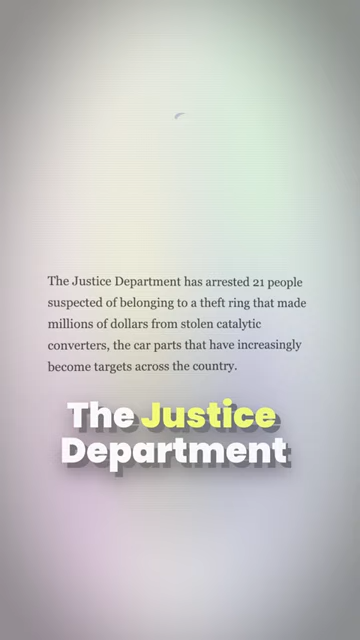 The Justice Department has arrested 21 people
suspected of belonging to a theft ring that made
millions of dollars from stolen catalytic
converters, the car parts that have increasingly
become targets across the country.
The Justice
Department